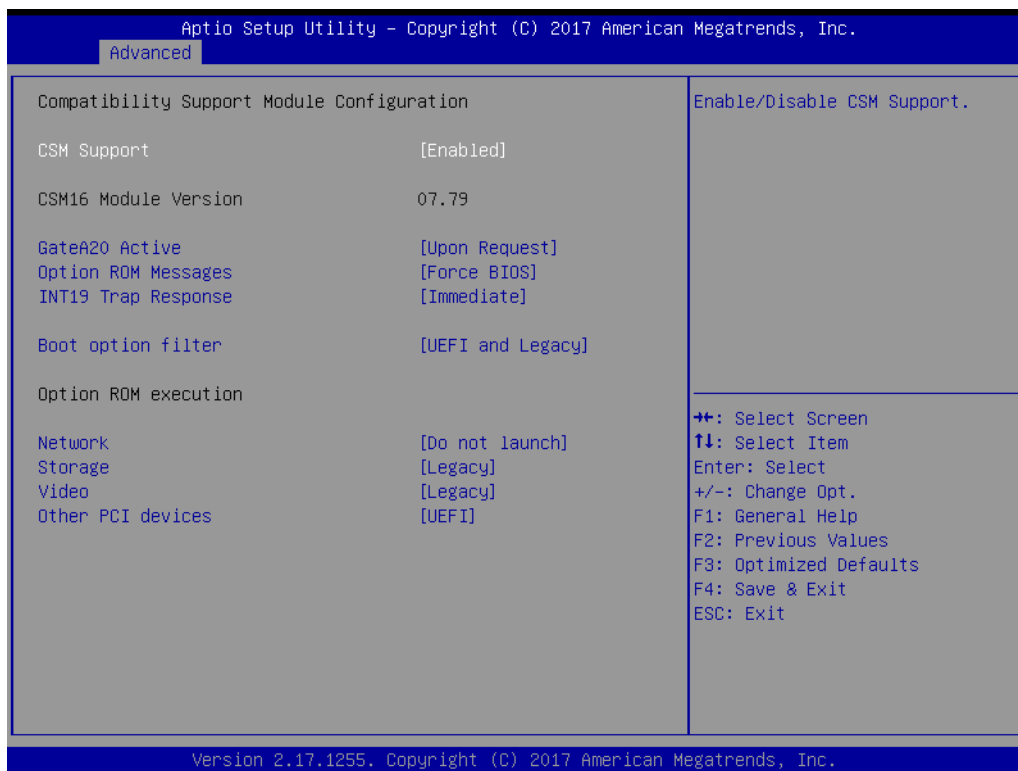 Aptio Setup Utility – Copyright (C) 2017 American Megatrends, Inc.
Advanced
Compatibility Support Module Configuration
CSM Support [Enabled]
CSM16 Module Version 07.79
GateA20 Active [Upon Request]
Option ROM Messages [Force BIOS]
INT19 Trap Response [Immediate]
Boot option filter [UEFI and Legacy]
Option ROM execution
Network [Do not launch]
Storage [Legacy]
Video [Legacy]
Other PCI devices [UEFI]
Enable/Disable CSM Support.
→←: Select Screen
↑↓: Select Item
Enter: Select
+/-: Change Opt.
F1: General Help
F2: Previous Values
F3: Optimized Defaults
F4: Save & Exit
ESC: Exit
Version 2.17.1255. Copyright (C) 2017 American Megatrends, Inc.